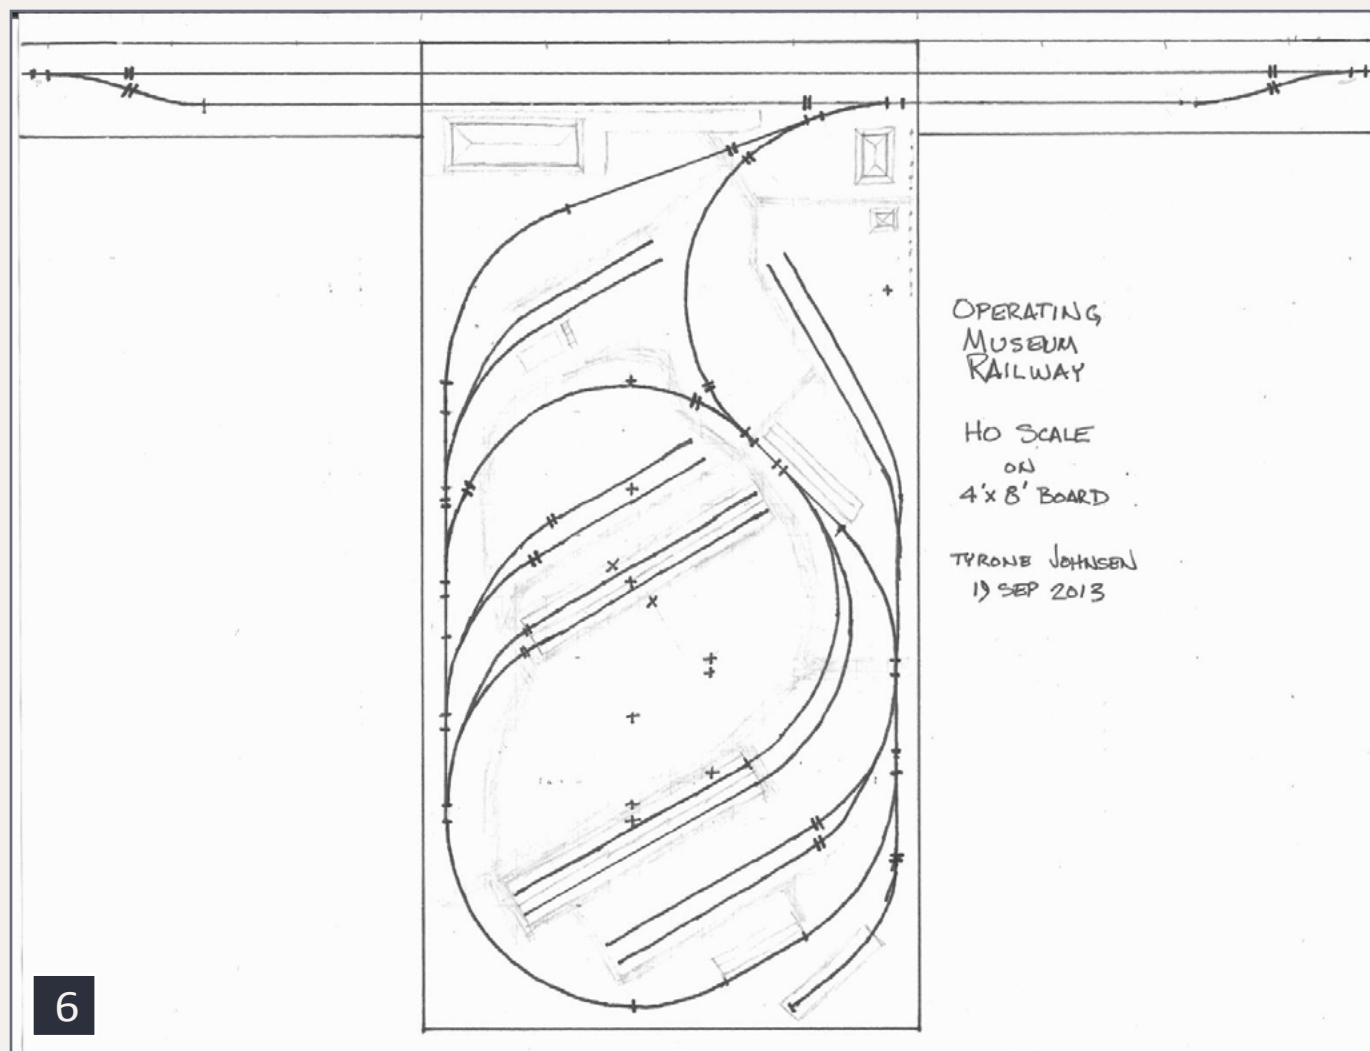 OPERATING
MUSEUM
RAILWAY
HO SCALE
ON
4'x 8' BOARD
TYRONE JOHNSEN
19 SEP 2013
6